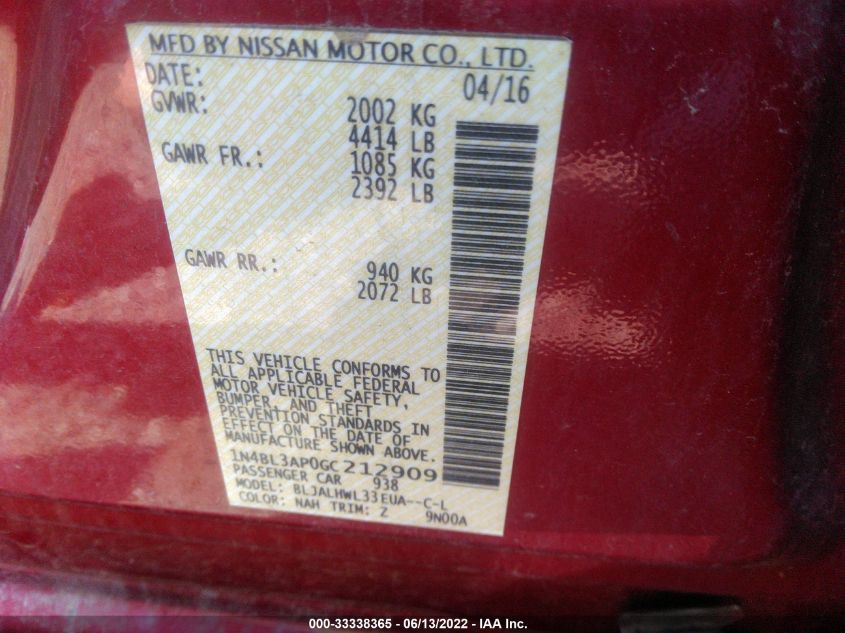 MFD BY NISSAN MOTOR CO., LTD.
DATE: 04/16
GVWR: 2002 KG
4414 LB
GAWR FR.: 1085 KG
2392 LB
GAWR RR.: 940 KG
2072 LB
THIS VEHICLE CONFORMS TO
ALL APPLICABLE FEDERAL
MOTOR VEHICLE SAFETY,
BUMPER, AND THEFT
PREVENTION STANDARDS IN
EFFECT ON THE DATE OF
MANUFACTURE SHOWN ABOVE.
1N4BL3AP0GC212909
PASSENGER CAR 938
MODEL: BLJALHWL33EUA--C-L
COLOR: NAH TRIM: Z 9N00A
000-33338365 - 06/13/2022 - IAA Inc.